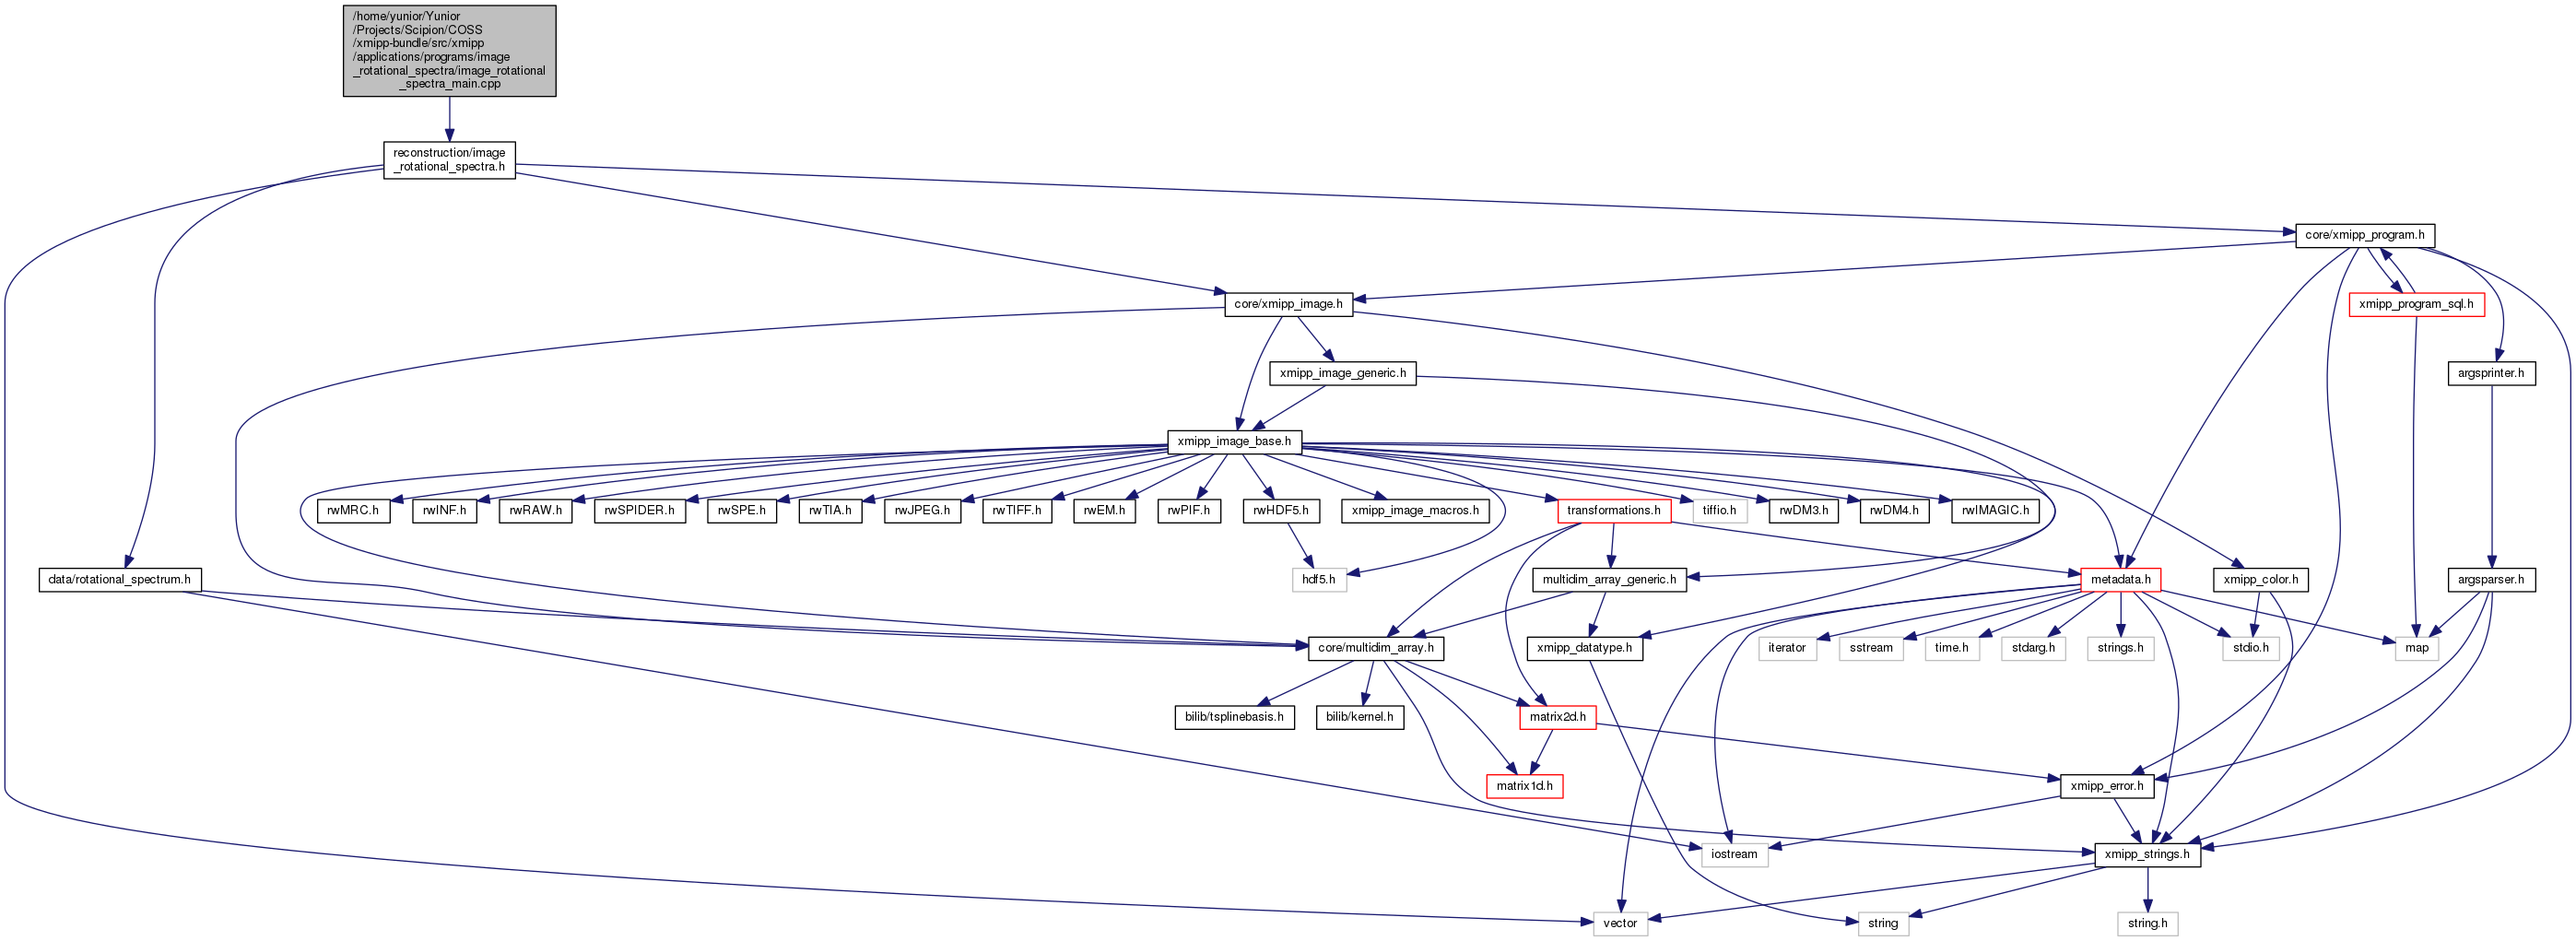 /home/yunior/Yunior
/Projects/Scipion/COSS
/xmipp-bundle/src/xmipp
/applications/programs/image
_rotational_spectra/image_rotational
_spectra_main.cpp
reconstruction/image
_rotational_spectra.h
core/xmipp_program.h
core/xmipp_image.h
xmipp_program_sql.h
xmipp_image_generic.h
argsprinter.h
xmipp_image_base.h
rwMRC.h
rwINF.h
rwRAW.h
rwSPIDER.h
rwSPE.h
rwTIA.h
rwJPEG.h
rwTIFF.h
rwEM.h
rwPIF.h
rwHDF5.h
xmipp_image_macros.h
transformations.h
tiffio.h
rwDM3.h
rwDM4.h
rwIMAGIC.h
data/rotational_spectrum.h
hdf5.h
multidim_array_generic.h
metadata.h
xmipp_color.h
argsparser.h
core/multidim_array.h
xmipp_datatype.h
iterator
sstream
time.h
stdarg.h
strings.h
stdio.h
map
bilib/tsplinebasis.h
bilib/kernel.h
matrix2d.h
matrix1d.h
xmipp_error.h
iostream
xmipp_strings.h
vector
string
string.h